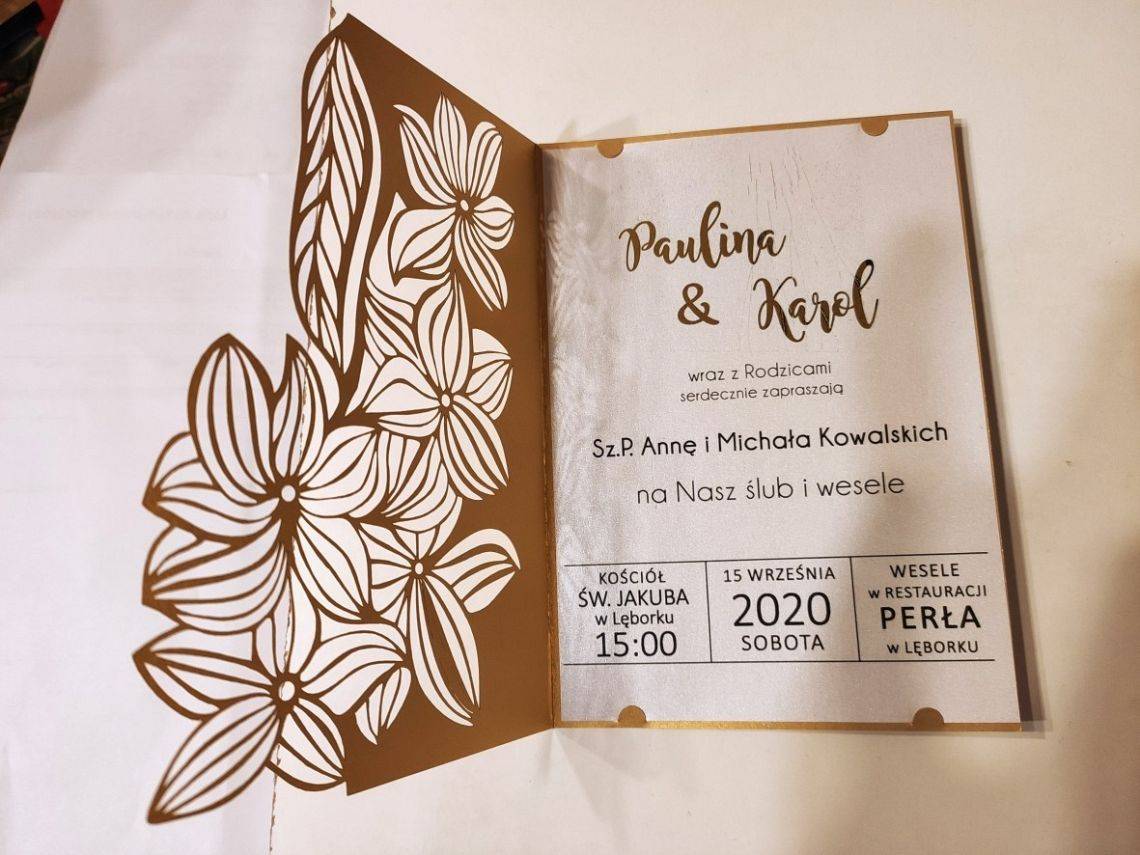 Paulina
& Karol
wraz z Rodzicami
serdecznie zapraszają
Sz.P. Annę i Michała Kowalskich
na Nasz ślub i wesele
KOŚCIÓŁ
ŚW. JAKUBA
w Lęborku
15:00
15 WRZEŚNIA
2020
SOBOTA
WESELE
w RESTAURACJI
PERŁA
w LĘBORKU